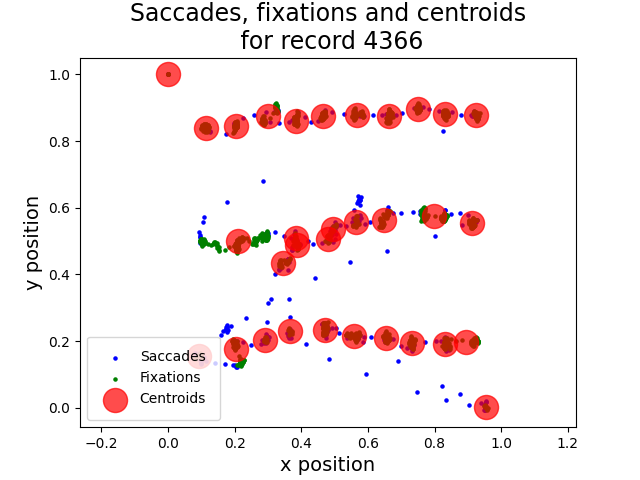 Saccades, fixations and centroids
for record 4366
y position
1.0
0.8
0.6
0.4
0.2
0.0
Saccades
Fixations
Centroids
−0.2
0.0
0.2
0.4
0.6
0.8
1.0
1.2
x position